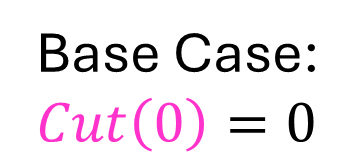 Base Case:
Cut(0) = 0